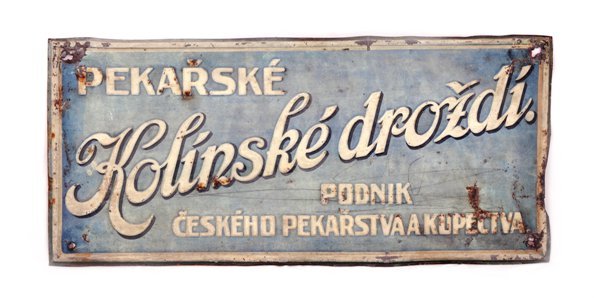 PEKAŘSKÉ
Kolínské droždí.
PODNIK
ČESKÉHO PEKAŘSTVA A KUPECTVA